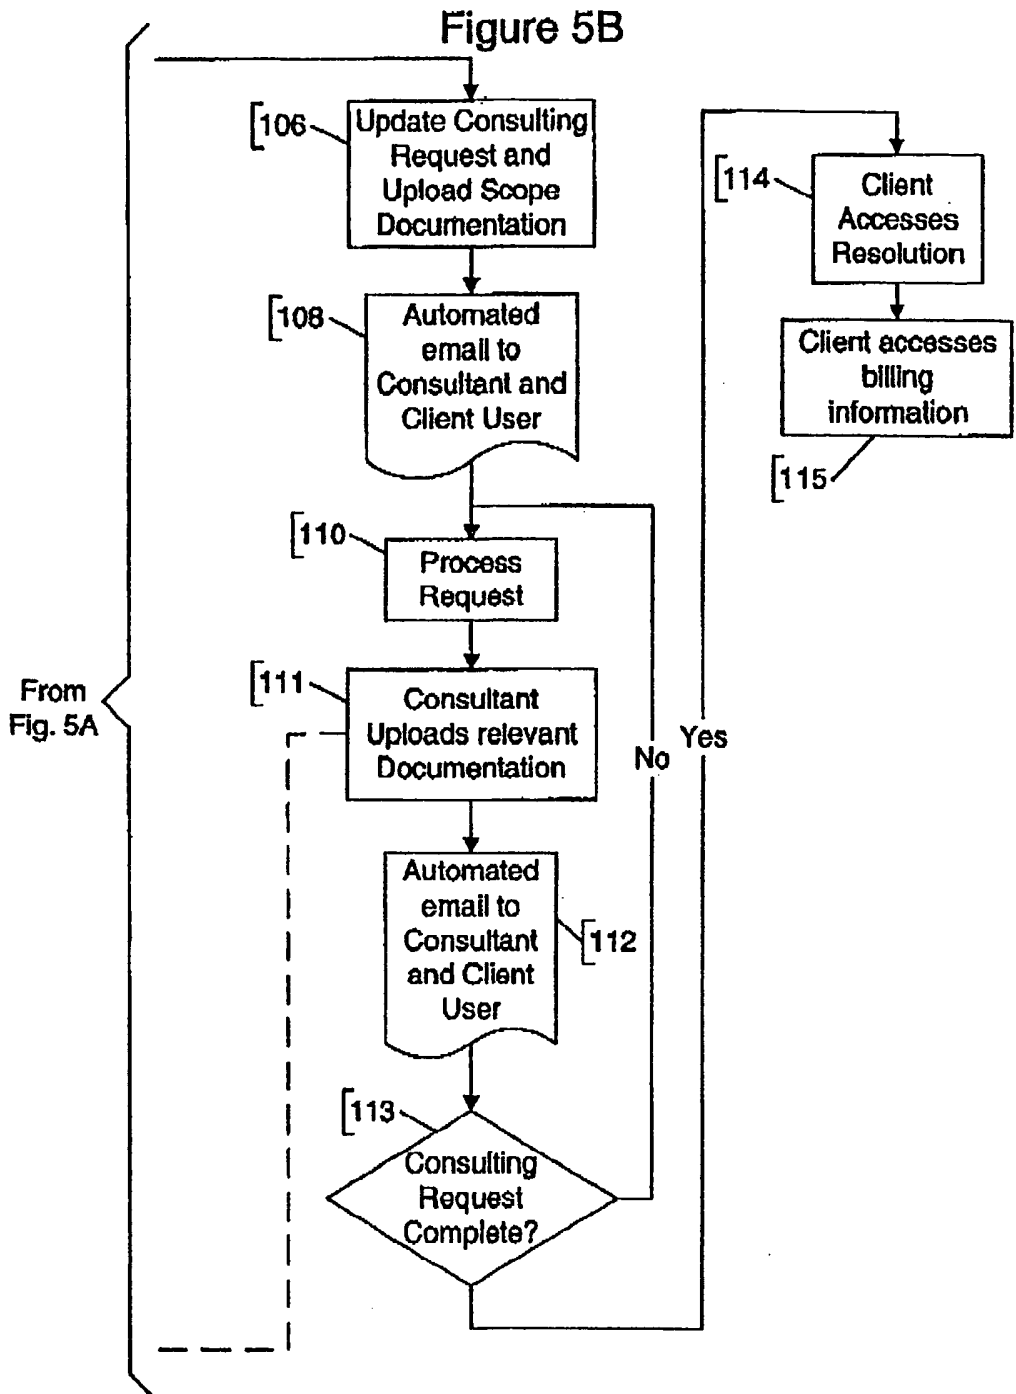 Figure 5B
[106
Update Consulting
Request and
Upload Scope
Documentation
[108
Automated
email to
Consultant and
Client User
[110
Process
Request
[111
Consultant
Uploads relevant
Documentation
From
Fig. 5A
Automated
email to
Consultant
and Client
User
[112
[113
Consulting
Request
Complete?
No
Yes
[114
Client
Accesses
Resolution
Client accesses
billing
information
[115